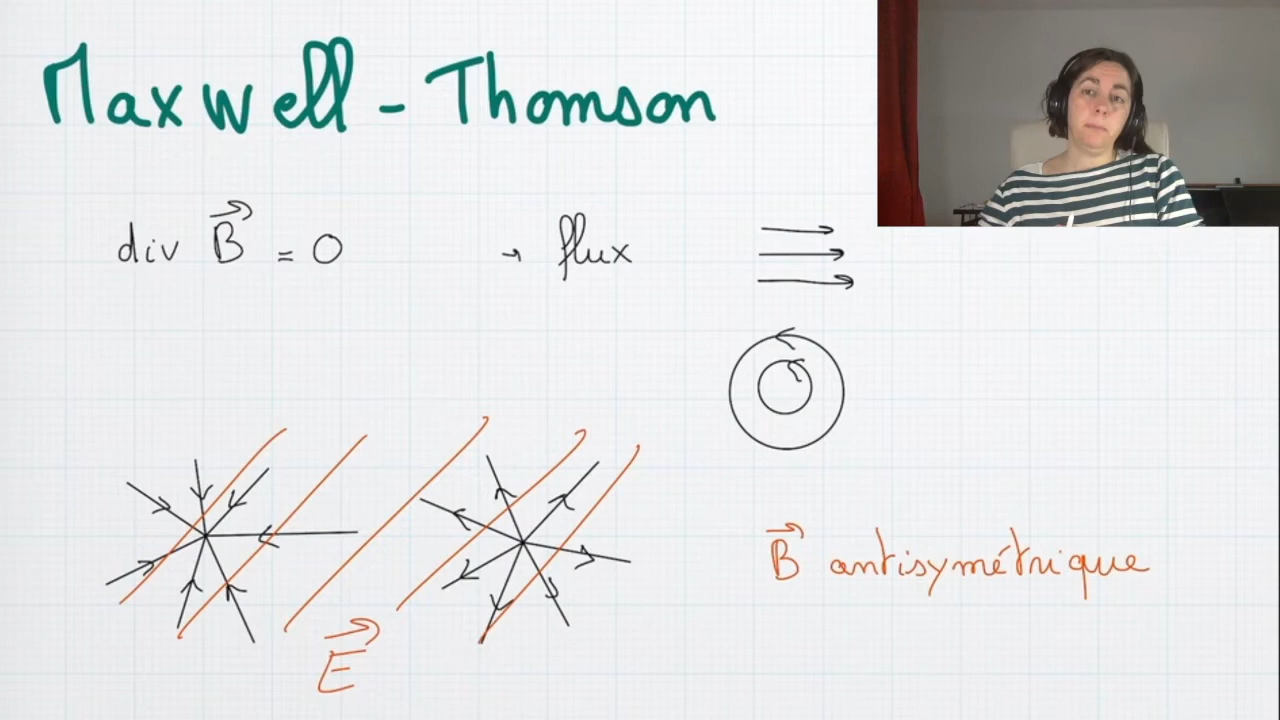 Maxwell - Thomson
div B⃗ = 0 → flux
B⃗ antisymétrique
E⃗